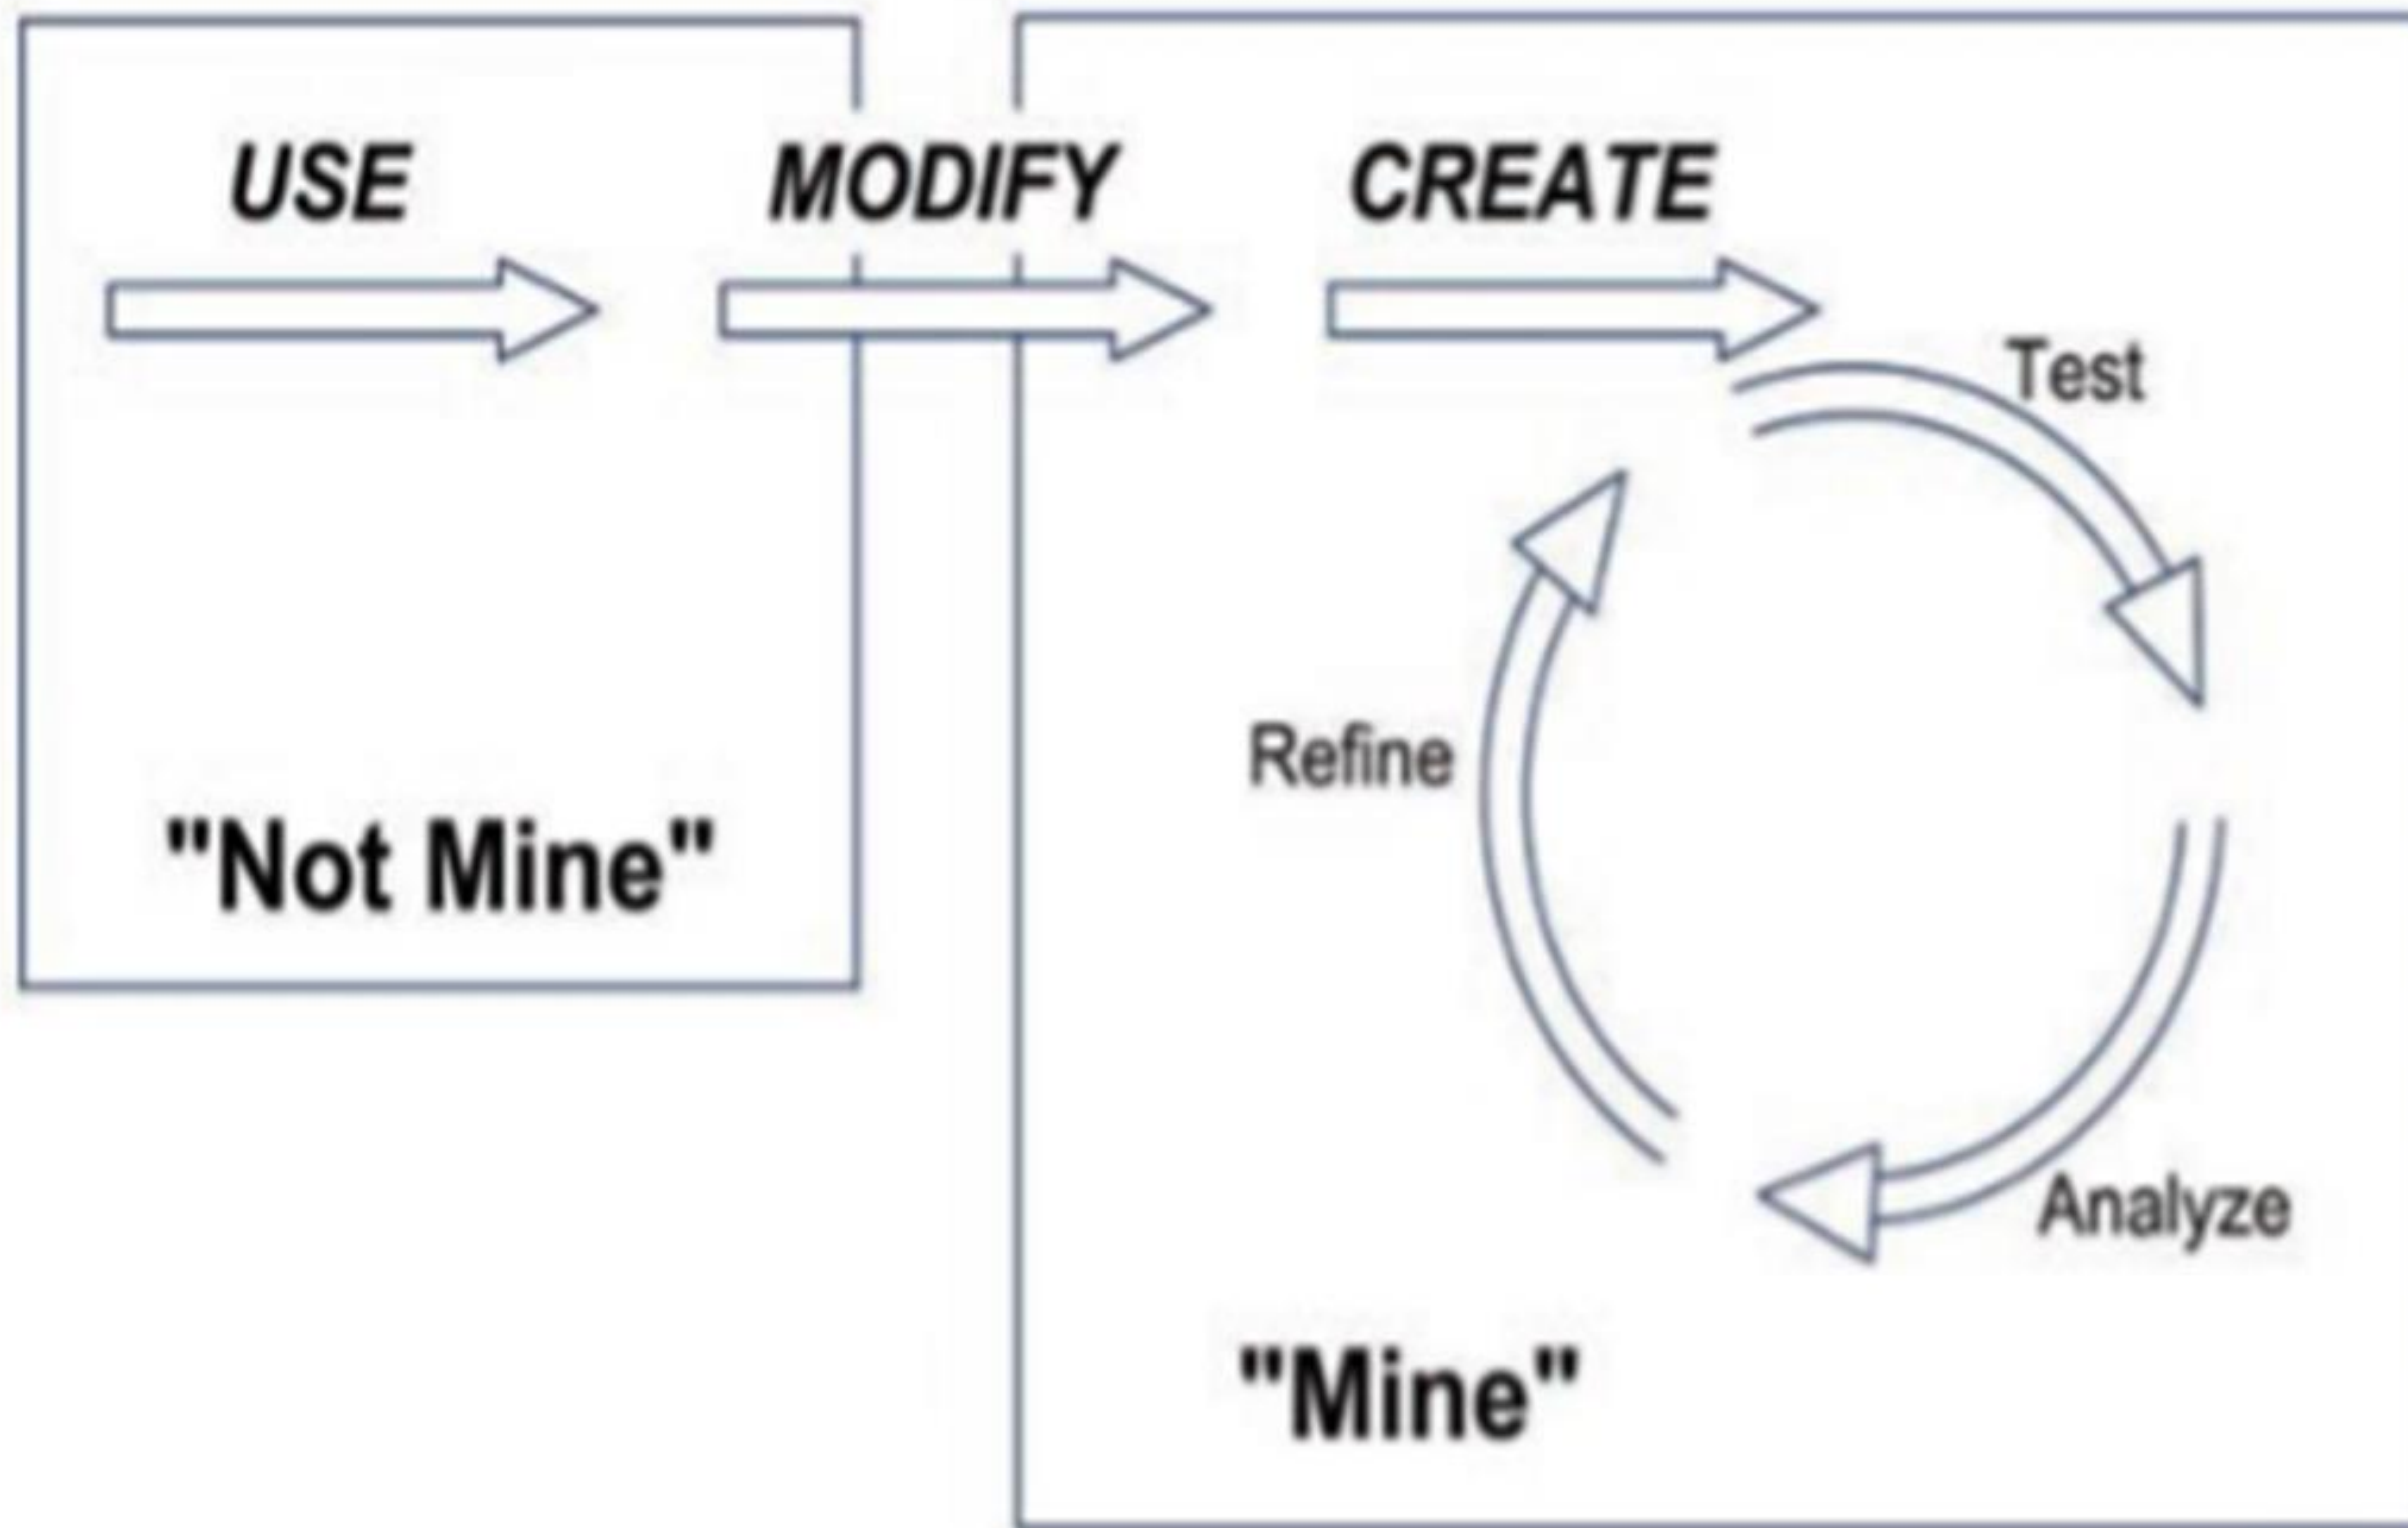 USE
MODIFY
CREATE
Test
Refine
"Not Mine"
Analyze
"Mine"